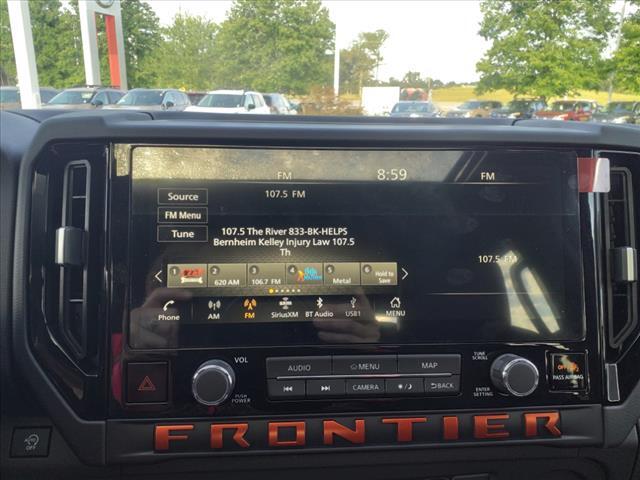 FM 8:59 FM
107.5 FM
Source
FM Menu
Tune
107.5 The River 833-BK-HELPS
Bernheim Kelley Injury Law 107.5
Th
107.5 FM
1
2 620 AM
3 106.7 FM
4
5 Metal
6 Hold to Save
Phone
AM
FM
SiriusXM
BT Audio
USB1
MENU
VOL
PUSH POWER
AUDIO
MENU
MAP
CAMERA
BACK
TUNE SCROLL
ENTER SETTING
OFF
PASS AIRBAG
OFF
FRONTIER